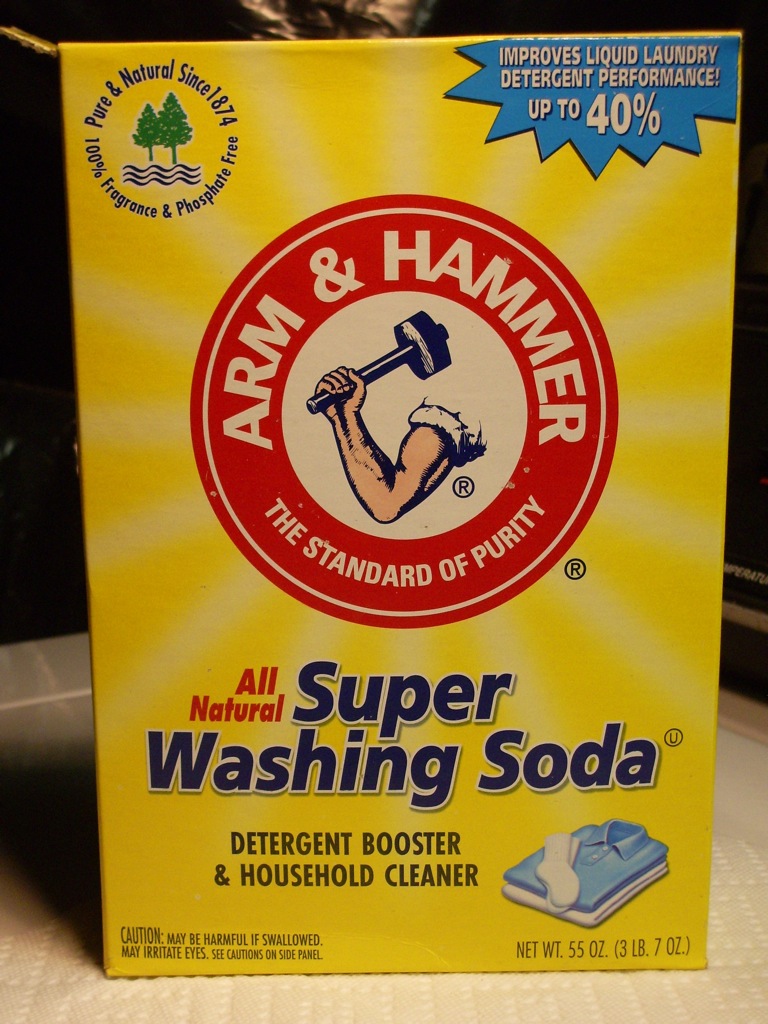 Pure & Natural Since 1874
100% Fragrance & Phosphate Free
IMPROVES LIQUID LAUNDRY
DETERGENT PERFORMANCE!
UP TO 40%
ARM & HAMMER
®
THE STANDARD OF PURITY
®
All
Natural
Super
Washing Soda
U
DETERGENT BOOSTER
& HOUSEHOLD CLEANER
CAUTION: MAY BE HARMFUL IF SWALLOWED.
MAY IRRITATE EYES. SEE CAUTIONS ON SIDE PANEL.
NET WT. 55 OZ. (3 LB. 7 OZ.)